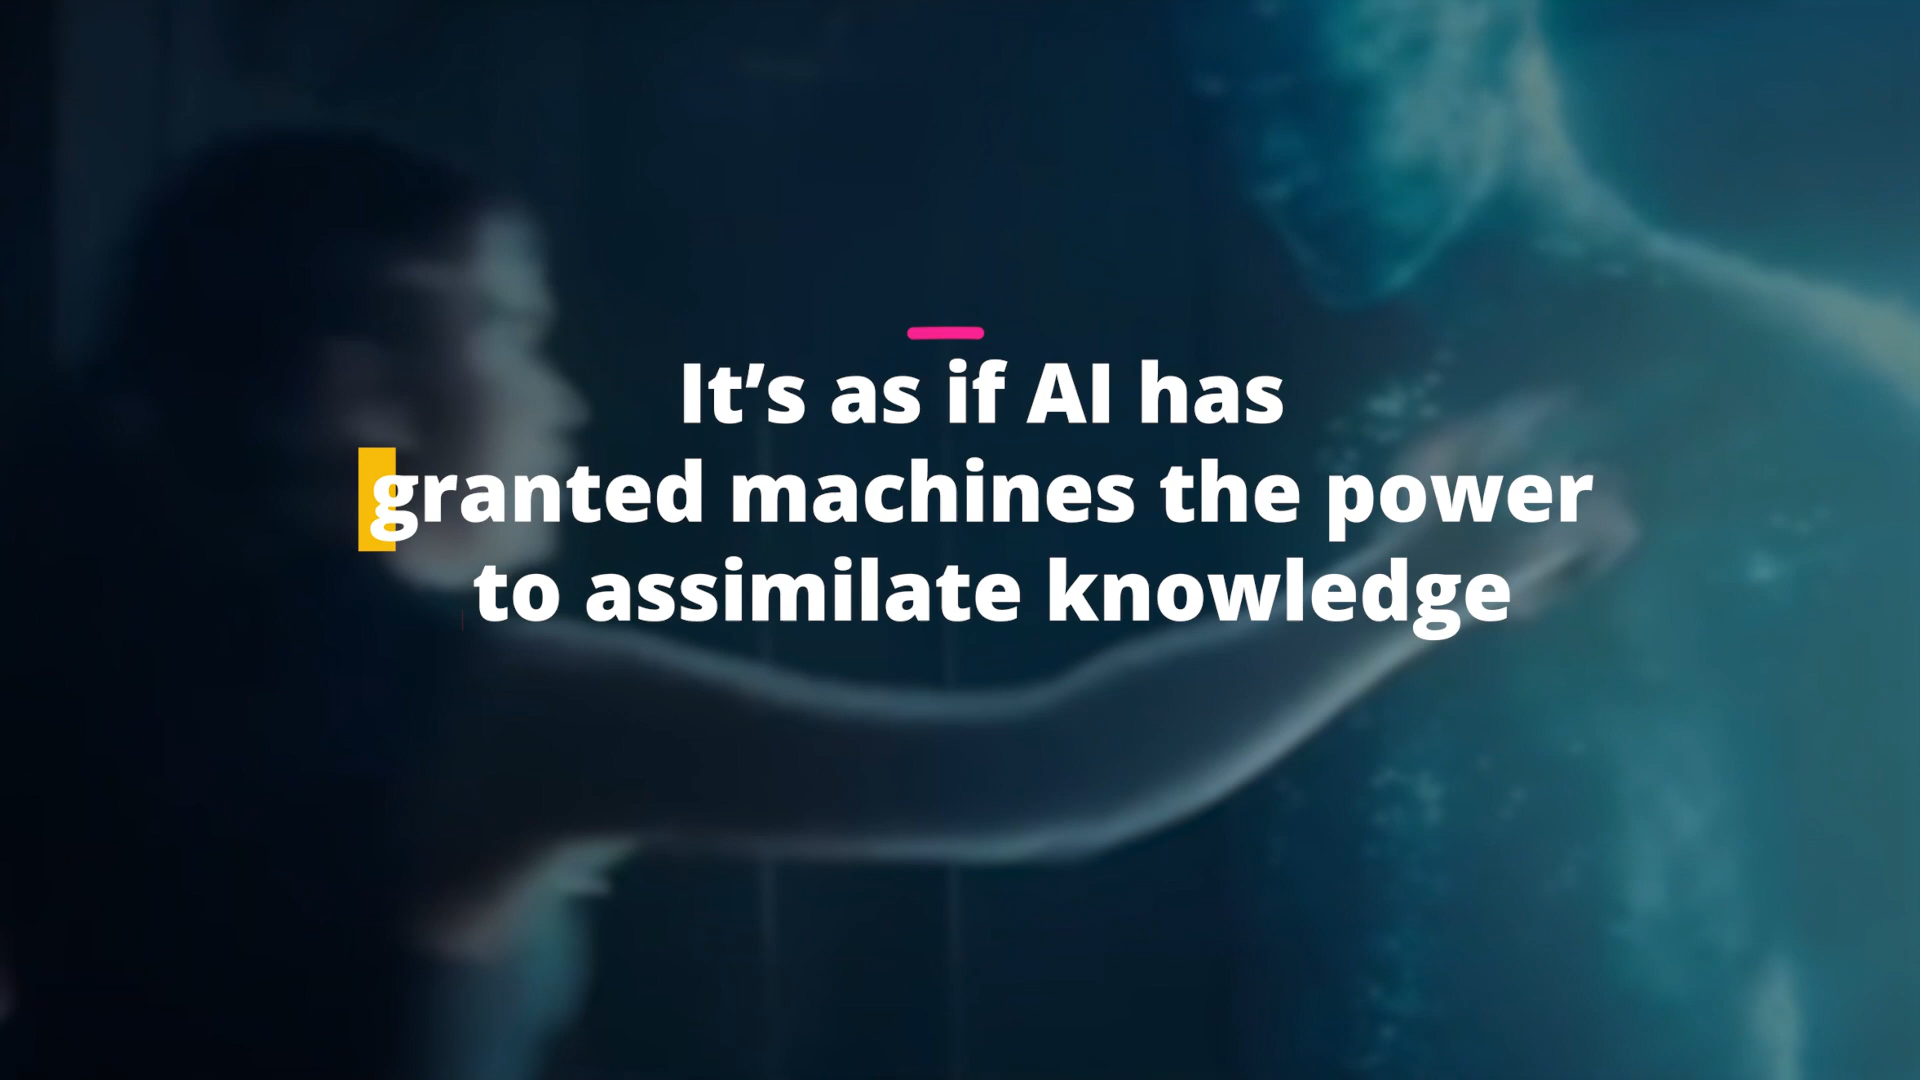 It’s as if AI has
granted machines the power
to assimilate knowledge